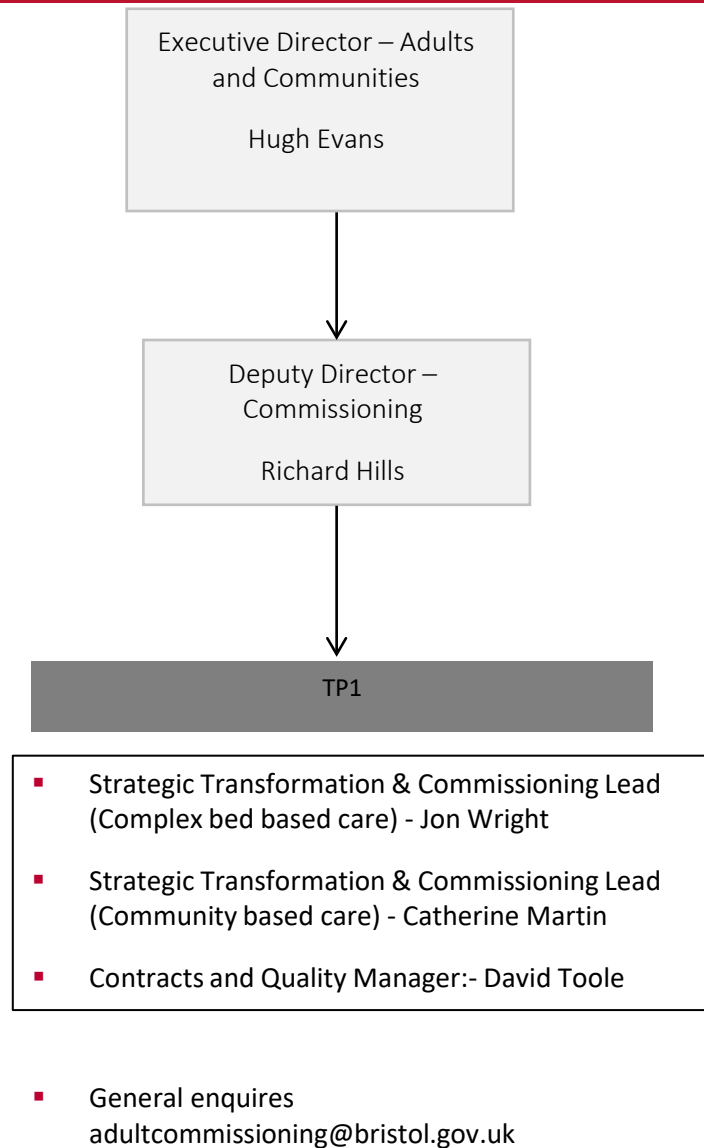 Executive Director – Adults
and Communities
Hugh Evans
Deputy Director –
Commissioning
Richard Hills
TP1
▪ Strategic Transformation & Commissioning Lead
(Complex bed based care) - Jon Wright
▪ Strategic Transformation & Commissioning Lead
(Community based care) - Catherine Martin
▪ Contracts and Quality Manager:- David Toole
▪ General enquires
adultcommissioning@bristol.gov.uk